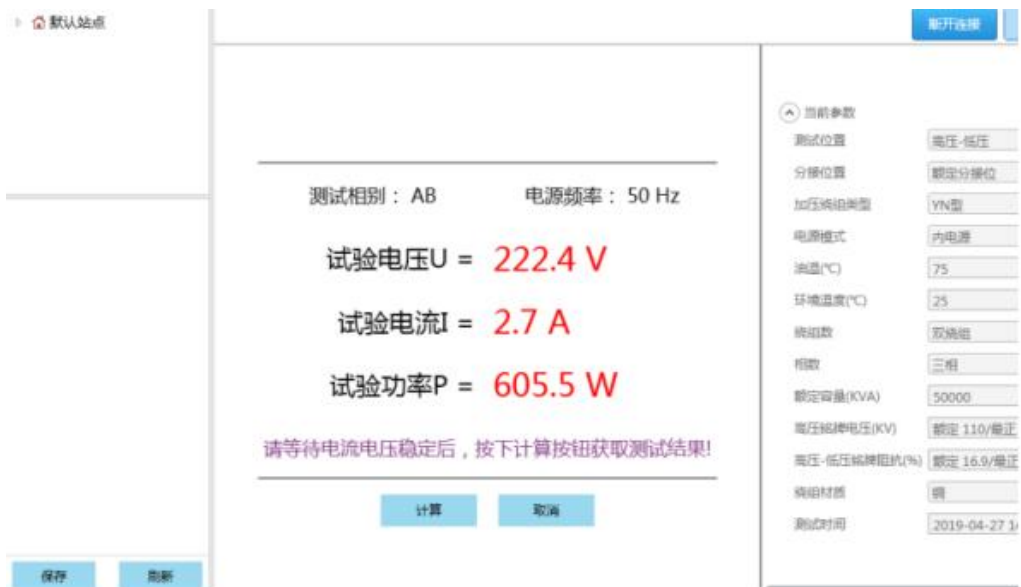 默认站点
断开连接
测试相别： AB 电源频率： 50 Hz
试验电压U = 222.4 V
试验电流I = 2.7 A
试验功率P = 605.5 W
请等待电流电压稳定后，按下计算按钮获取测试结果!
计算 取消
保存 刷新
当前参数
测试位置 高压-低压
分接位置 额定分接位
加压绕组类型 YN型
电源模式 内电源
油温(℃) 75
环境温度(℃) 25
绕组数 双绕组
相数 三相
额定容量(KVA) 50000
高压铭牌电压(KV) 额定 110/最正
高压-低压铭牌阻抗(%) 额定 16.9/最正
绕组材质 铜
测试时间 2019-04-27 1